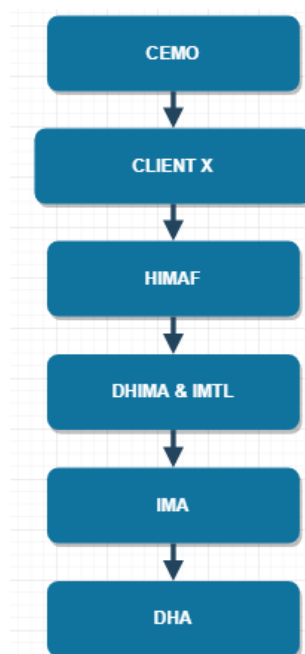 CEMO
CLIENT X
HIMAF
DHIMA & IMTL
IMA
DHA